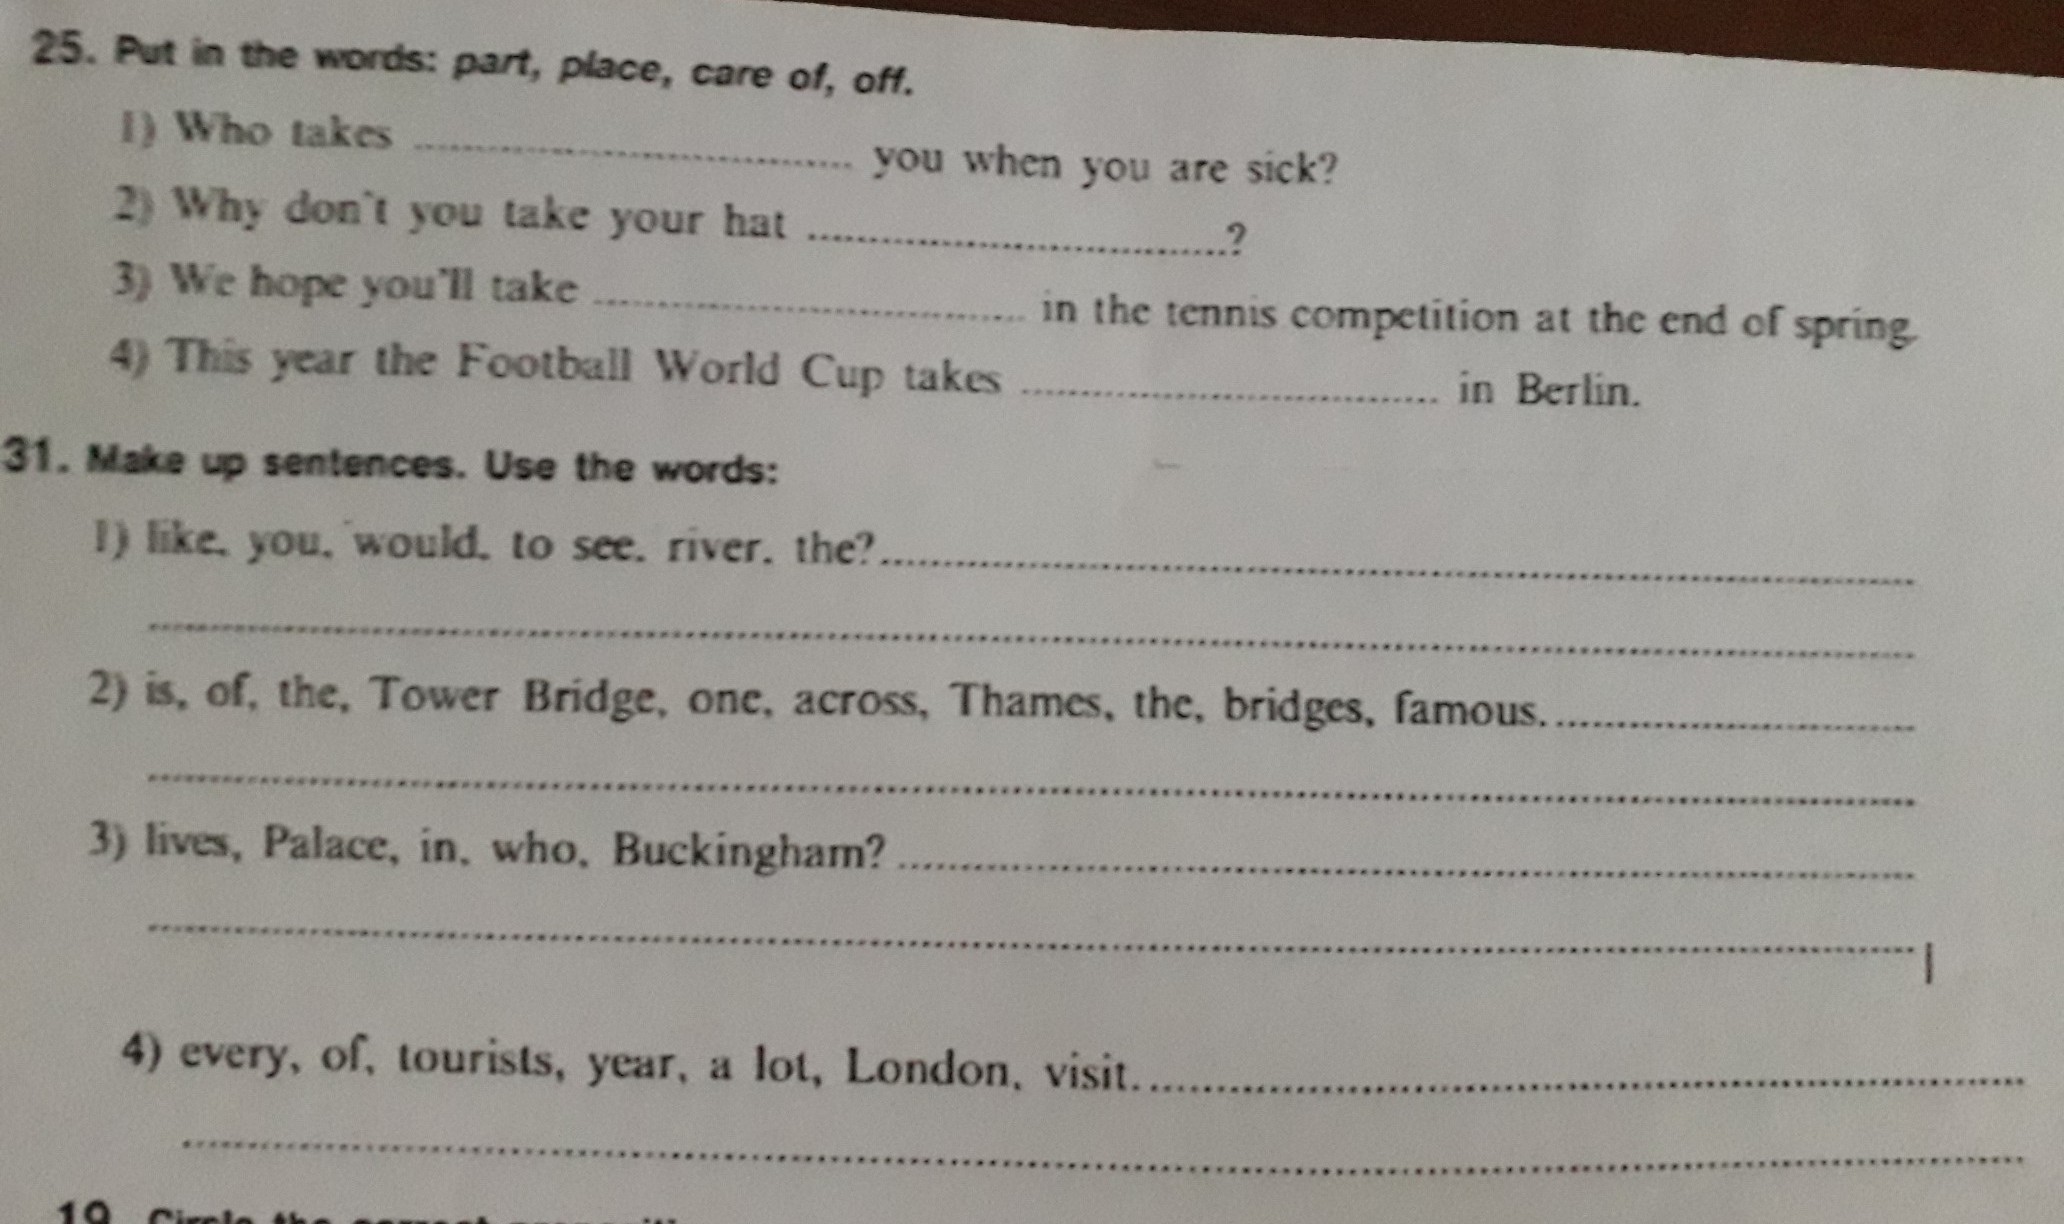 25. Put in the words: part, place, care of, off.
1) Who takes ........................................ you when you are sick?
2) Why don't you take your hat ........................................?
3) We hope you'll take ........................................ in the tennis competition at the end of spring.
4) This year the Football World Cup takes ........................................ in Berlin.
31. Make up sentences. Use the words:
1) like, you, would, to see, river, the?
2) is, of, the, Tower Bridge, one, across, Thames, the, bridges, famous.
3) lives, Palace, in, who, Buckingham?
4) every, of, tourists, year, a lot, London, visit.
19. Circle the correct